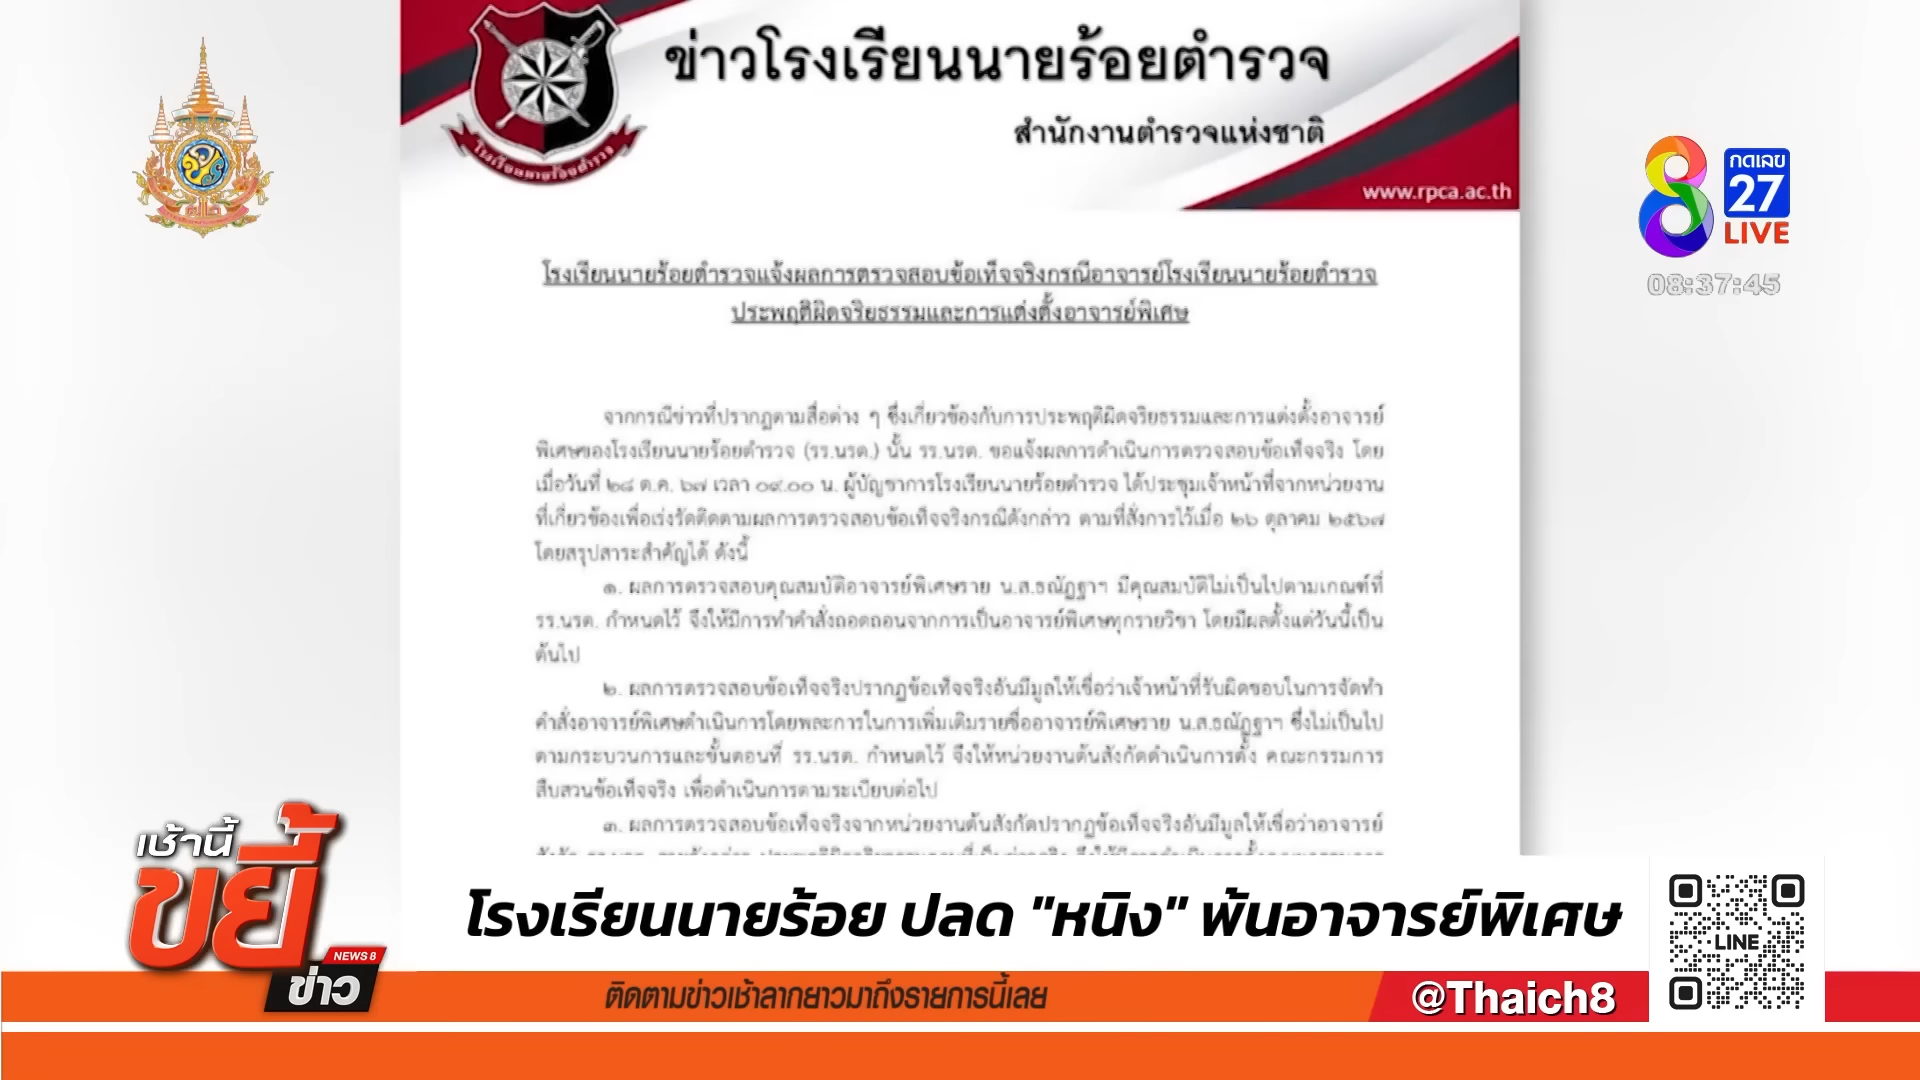 ข่าวโรงเรียนนายร้อยตำรวจ
สำนักงานตำรวจแห่งชาติ
www.rpca.ac.th
โรงเรียนนายร้อยตำรวจ
๗๒
8
กดเลข
27
LIVE
08:37:45
โรงเรียนนายร้อยตำรวจแจ้งผลการตรวจสอบข้อเท็จจริงกรณีอาจารย์โรงเรียนนายร้อยตำรวจ
ประพฤติผิดจริยธรรมและการแต่งตั้งอาจารย์พิเศษ
จากกรณีข่าวที่ปรากฏตามสื่อต่าง ๆ ซึ่งเกี่ยวข้องกับการประพฤติผิดจริยธรรมและการแต่งตั้งอาจารย์
พิเศษของโรงเรียนนายร้อยตำรวจ (รร.นรต.) นั้น รร.นรต. ขอแจ้งผลการดำเนินการตรวจสอบข้อเท็จจริง โดย
เมื่อวันที่ ๒๘ ต.ค. ๖๗ เวลา ๐๙.๐๐ น. ผู้บัญชาการโรงเรียนนายร้อยตำรวจ ได้ประชุมเจ้าหน้าที่จากหน่วยงาน
ที่เกี่ยวข้องเพื่อเร่งรัดติดตามผลการตรวจสอบข้อเท็จจริงกรณีดังกล่าว ตามที่สั่งการไว้เมื่อ ๒๖ ตุลาคม ๒๕๖๗
โดยสรุปสาระสำคัญได้ ดังนี้
๑. ผลการตรวจสอบคุณสมบัติอาจารย์พิเศษราย น.ส.ธณัฏฐาฯ มีคุณสมบัติไม่เป็นไปตามเกณฑ์ที่
รร.นรต. กำหนดไว้ จึงให้มีการทำคำสั่งถอดถอนจากการเป็นอาจารย์พิเศษทุกรายวิชา โดยมีผลตั้งแต่วันนี้เป็น
ต้นไป
๒. ผลการตรวจสอบข้อเท็จจริงปรากฏข้อเท็จจริงอันมีมูลให้เชื่อว่าเจ้าหน้าที่รับผิดชอบในการจัดทำ
คำสั่งอาจารย์พิเศษดำเนินการโดยพละการในการเพิ่มเติมรายชื่ออาจารย์พิเศษราย น.ส.ธณัฏฐาฯ ซึ่งไม่เป็นไป
ตามกระบวนการและขั้นตอนที่ รร.นรต. กำหนดไว้ จึงให้หน่วยงานต้นสังกัดดำเนินการตั้ง คณะกรรมการ
สืบสวนข้อเท็จจริง เพื่อดำเนินการตามระเบียบต่อไป
๓. ผลการตรวจสอบข้อเท็จจริงจากหน่วยงานต้นสังกัดปรากฏข้อเท็จจริงอันมีมูลให้เชื่อว่าอาจารย์
เช้านี้
ขยี้
NEWS 8
ข่าว
โรงเรียนนายร้อย ปลด "หนิง" พ้นอาจารย์พิเศษ
LINE
ติดตามข่าวเช้าลากยาวมาถึงรายการนี้เลย
@Thaich8